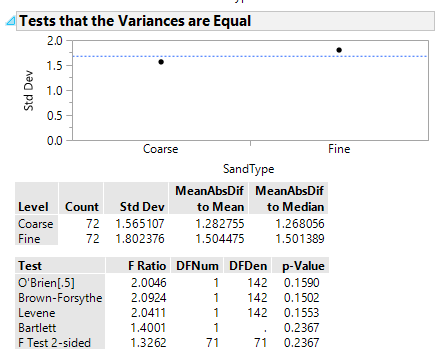 Tests that the Variances are Equal
2.0
1.5
1.0
0.5
0.0
Std Dev
Coarse Fine
SandType
MeanAbsDif MeanAbsDif
Level Count Std Dev to Mean to Median
Coarse 72 1.565107 1.282755 1.268056
Fine 72 1.802376 1.504475 1.501389
Test F Ratio DFNum DFDen p-Value
O'Brien[.5] 2.0046 1 142 0.1590
Brown-Forsythe 2.0924 1 142 0.1502
Levene 2.0411 1 142 0.1553
Bartlett 1.4001 1 . 0.2367
F Test 2-sided 1.3262 71 71 0.2367